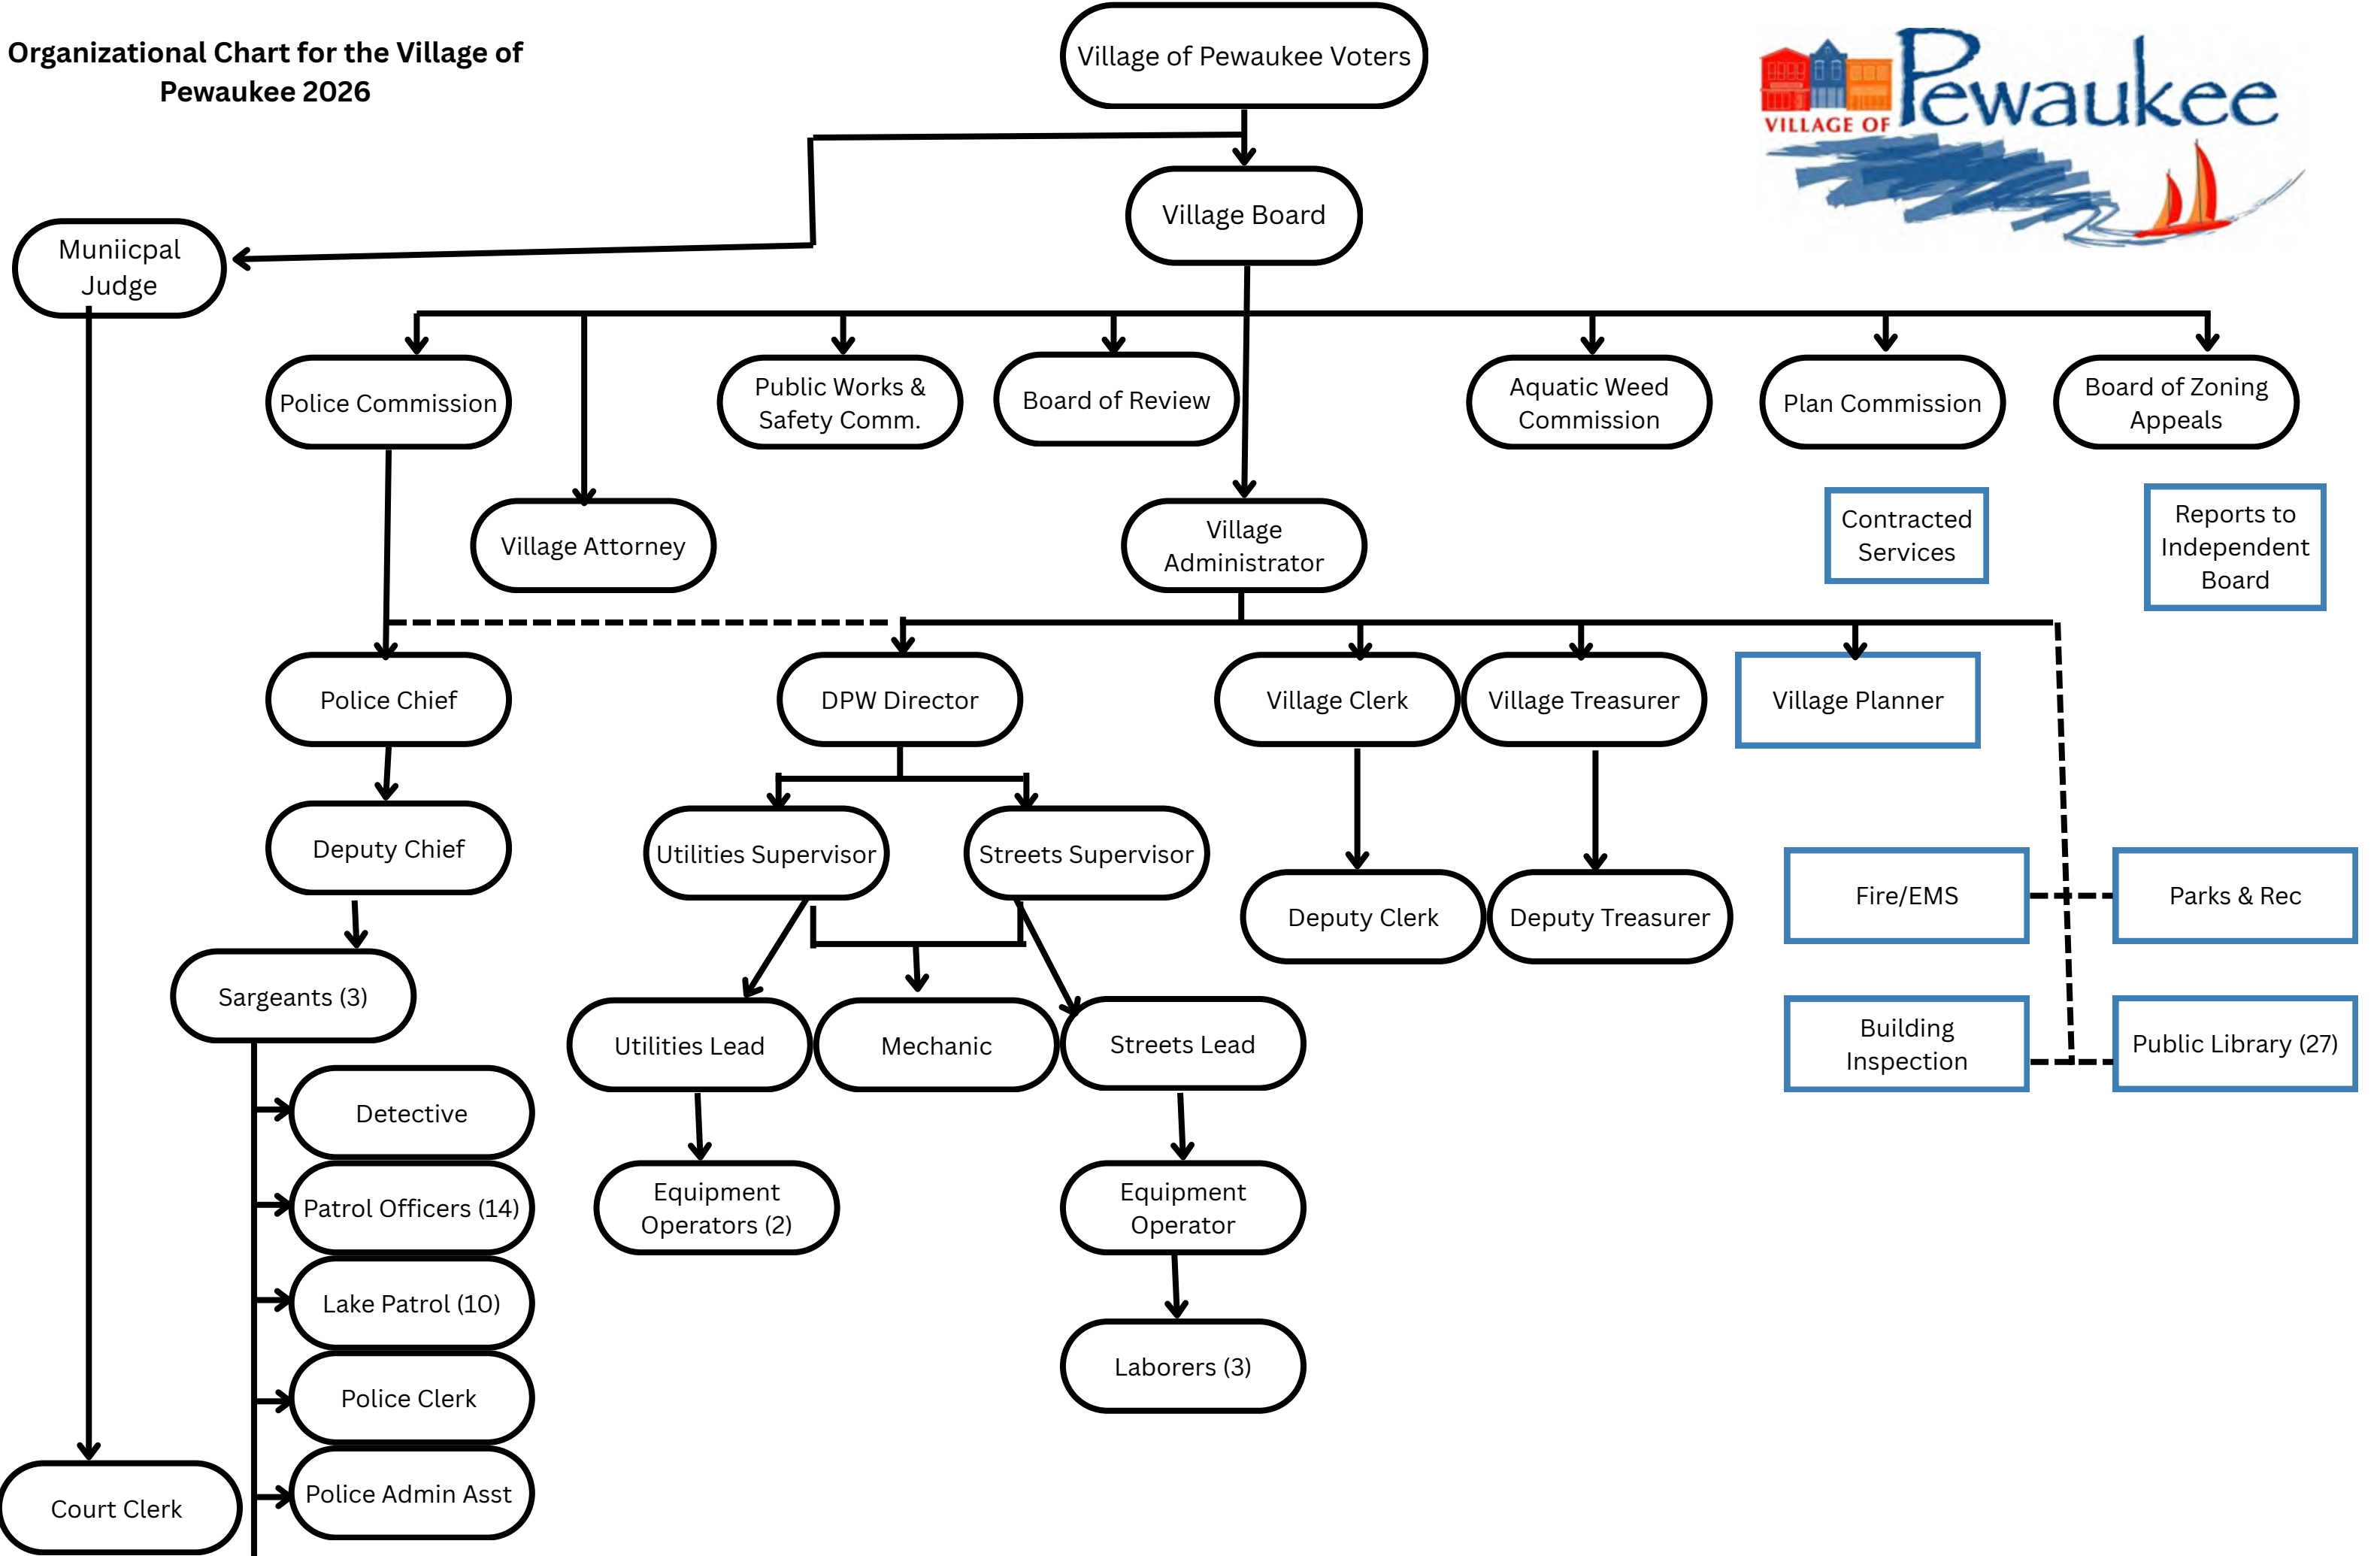 Organizational Chart for the Village of
Pewaukee 2026
Village of Pewaukee Voters
VILLAGE OF Pewaukee
Village Board
Muniicpal
Judge
Police Commission
Public Works &
Safety Comm.
Board of Review
Aquatic Weed
Commission
Plan Commission
Board of Zoning
Appeals
Village Attorney
Village
Administrator
Contracted
Services
Reports to
Independent
Board
Police Chief
DPW Director
Village Clerk
Village Treasurer
Village Planner
Deputy Chief
Utilities Supervisor
Streets Supervisor
Deputy Clerk
Deputy Treasurer
Fire/EMS
Parks & Rec
Sargeants (3)
Utilities Lead
Mechanic
Streets Lead
Building
Inspection
Public Library (27)
Detective
Patrol Officers (14)
Equipment
Operators (2)
Equipment
Operator
Lake Patrol (10)
Laborers (3)
Police Clerk
Police Admin Asst
Court Clerk